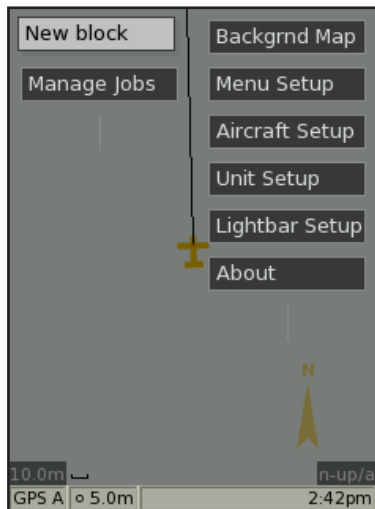 New block
Manage Jobs
Backgrnd Map
Menu Setup
Aircraft Setup
Unit Setup
Lightbar Setup
About
N
10.0m
n-up/a
GPS A
5.0m
2:42pm